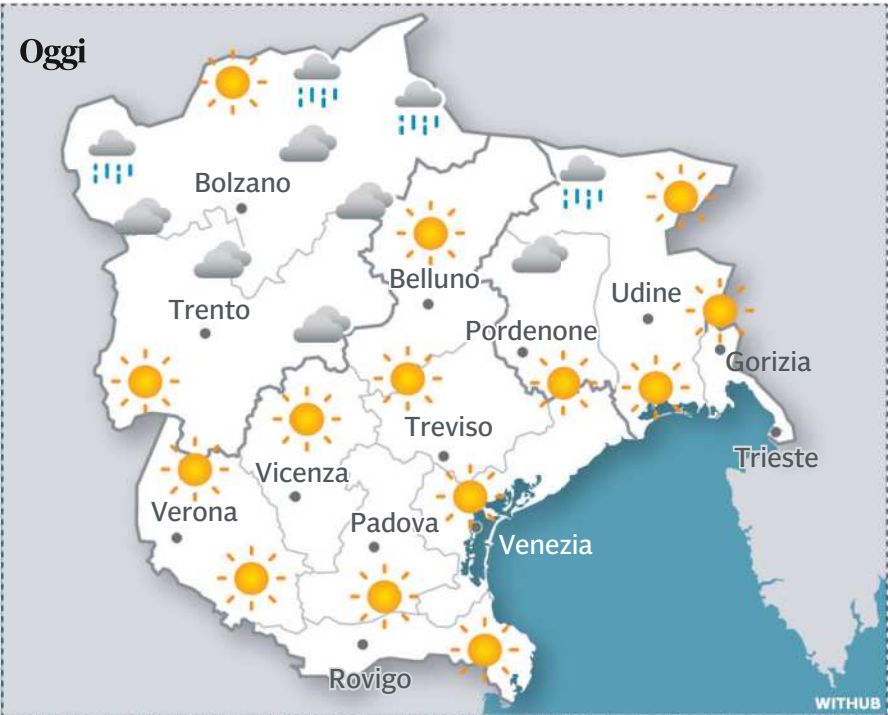 Oggi
Bolzano
Belluno
Udine
Trento
Pordenone
Gorizia
Treviso
Trieste
Vicenza
Verona
Padova
Venezia
Rovigo
WITHUB